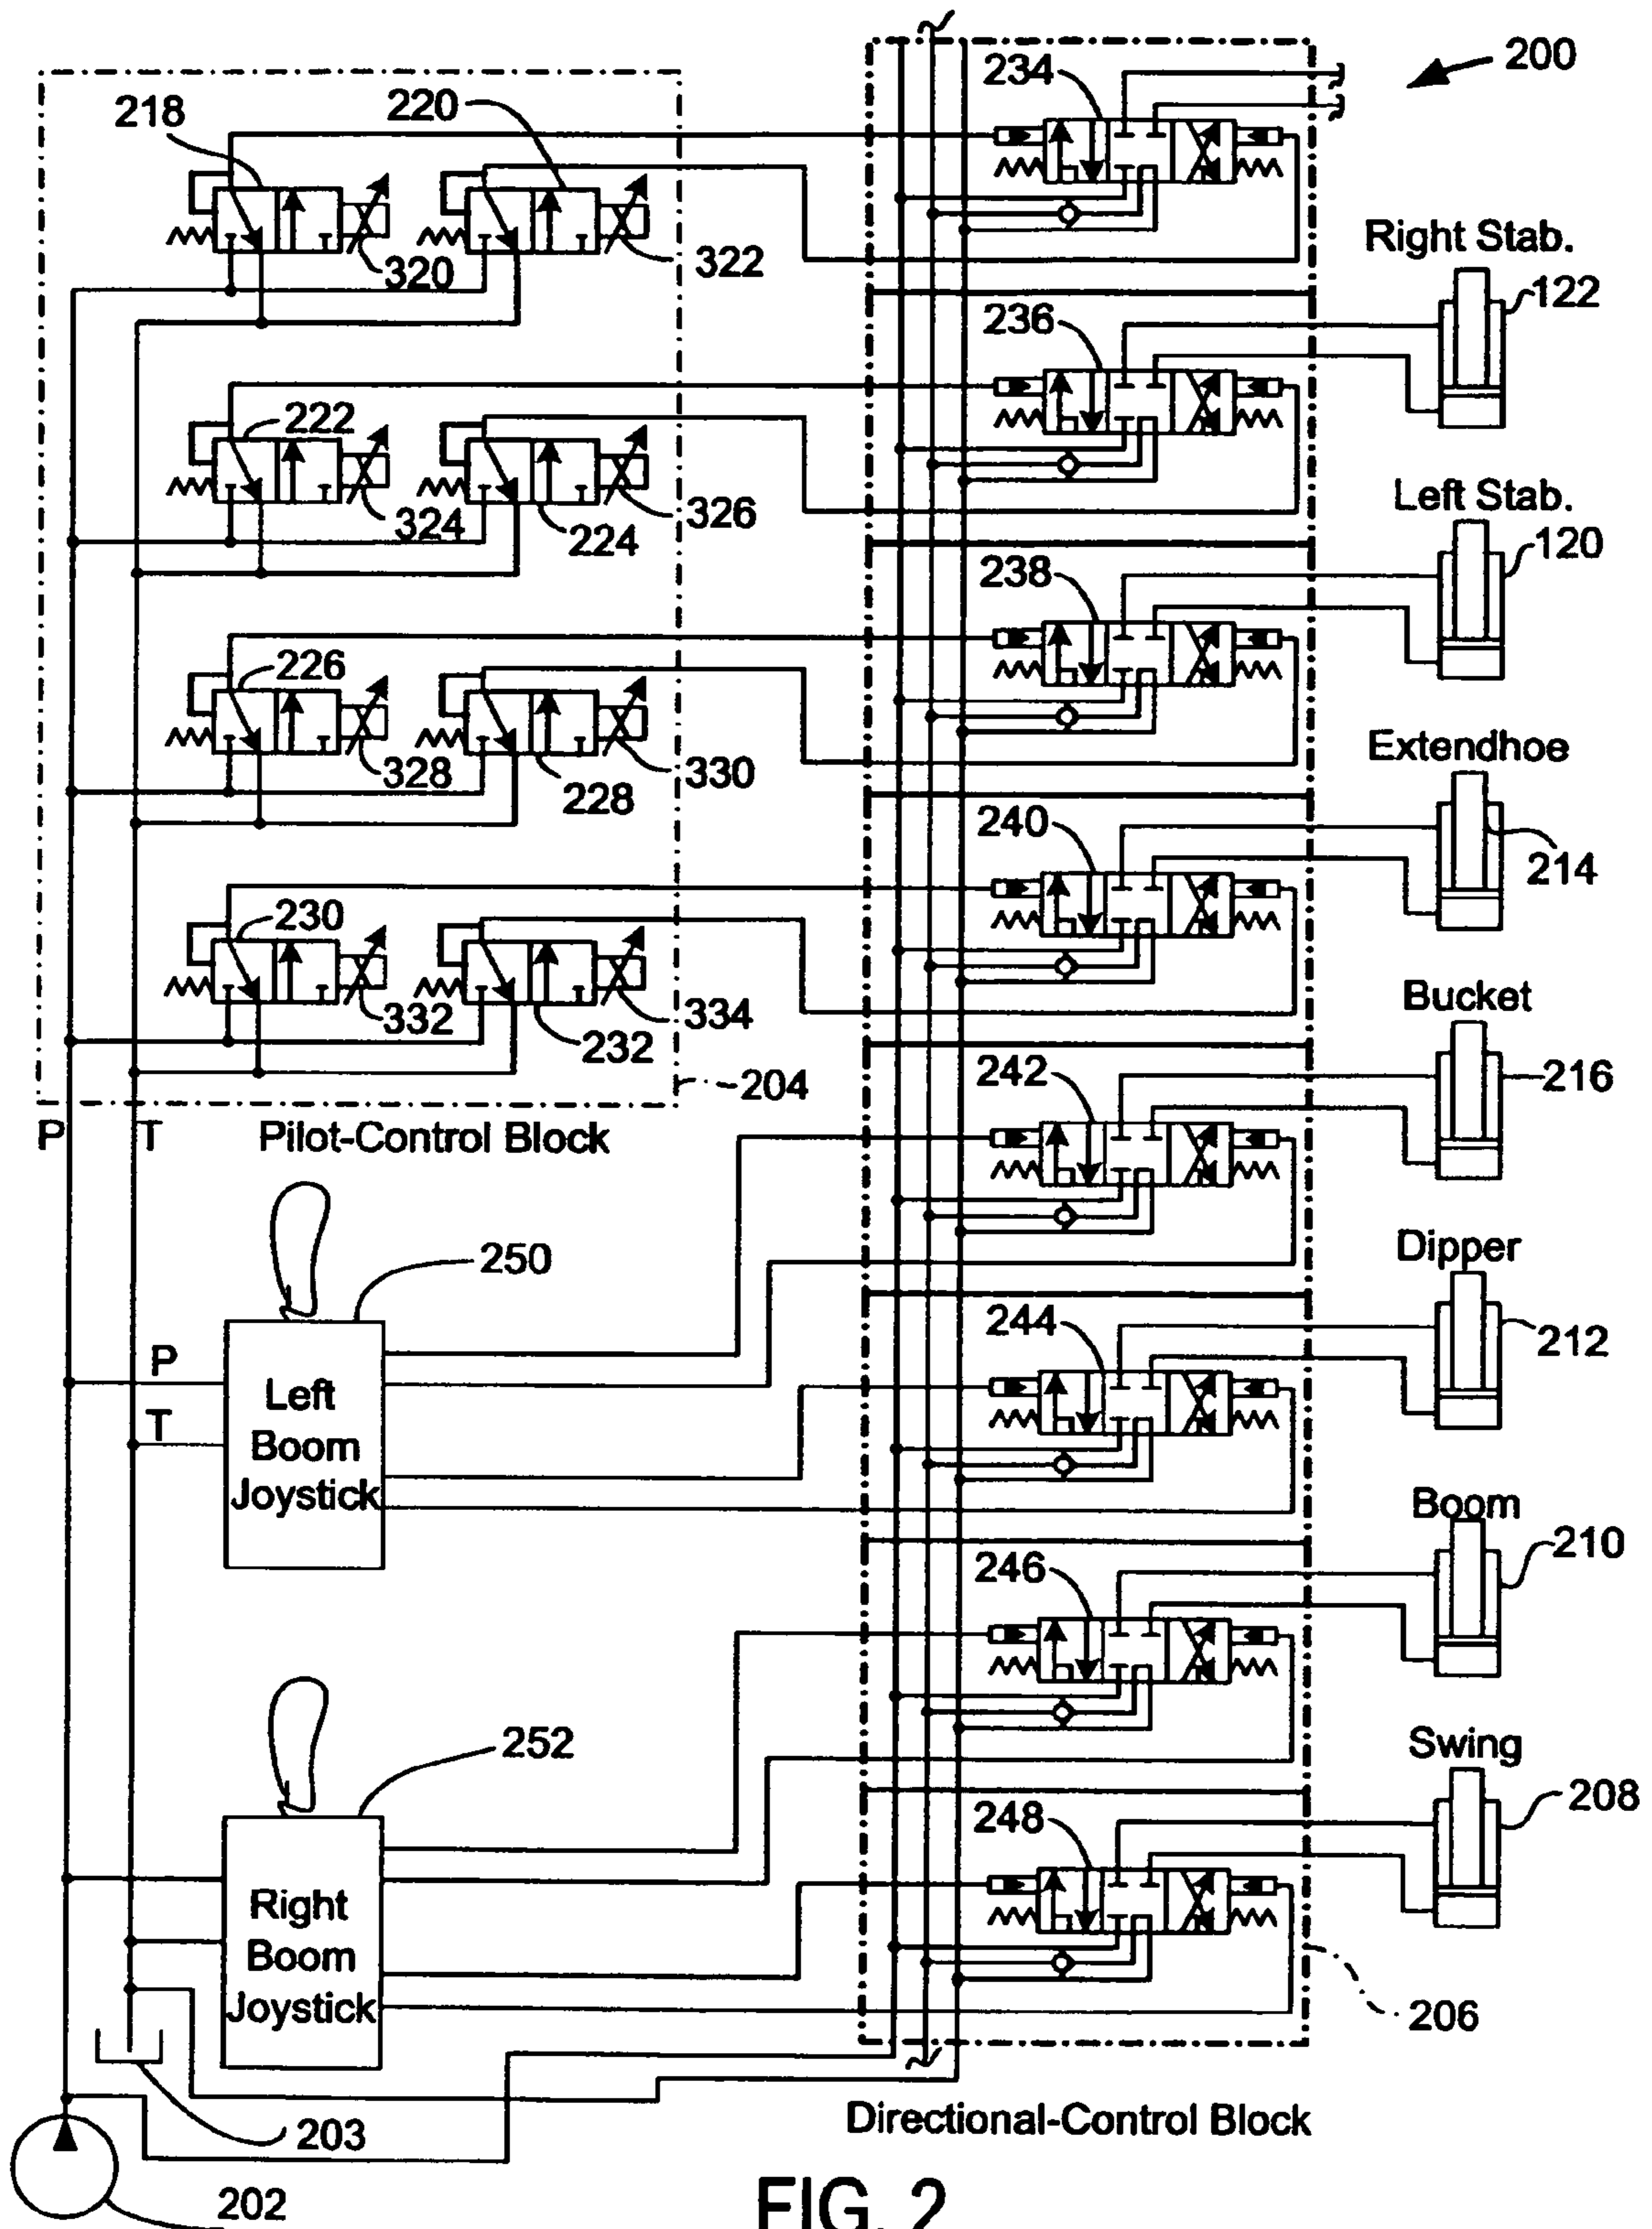 200
234
218
220
320
322
Right Stab.
122
236
222
324
224
326
Left Stab.
120
238
226
328
228
330
Extendhoe
214
240
230
332
232
334
204
Bucket
216
242
P
T
Pilot-Control Block
250
Dipper
212
244
P
T
Left
Boom
Joystick
Boom
210
246
252
Swing
208
248
Right
Boom
Joystick
206
203
Directional-Control Block
202
FIG. 2